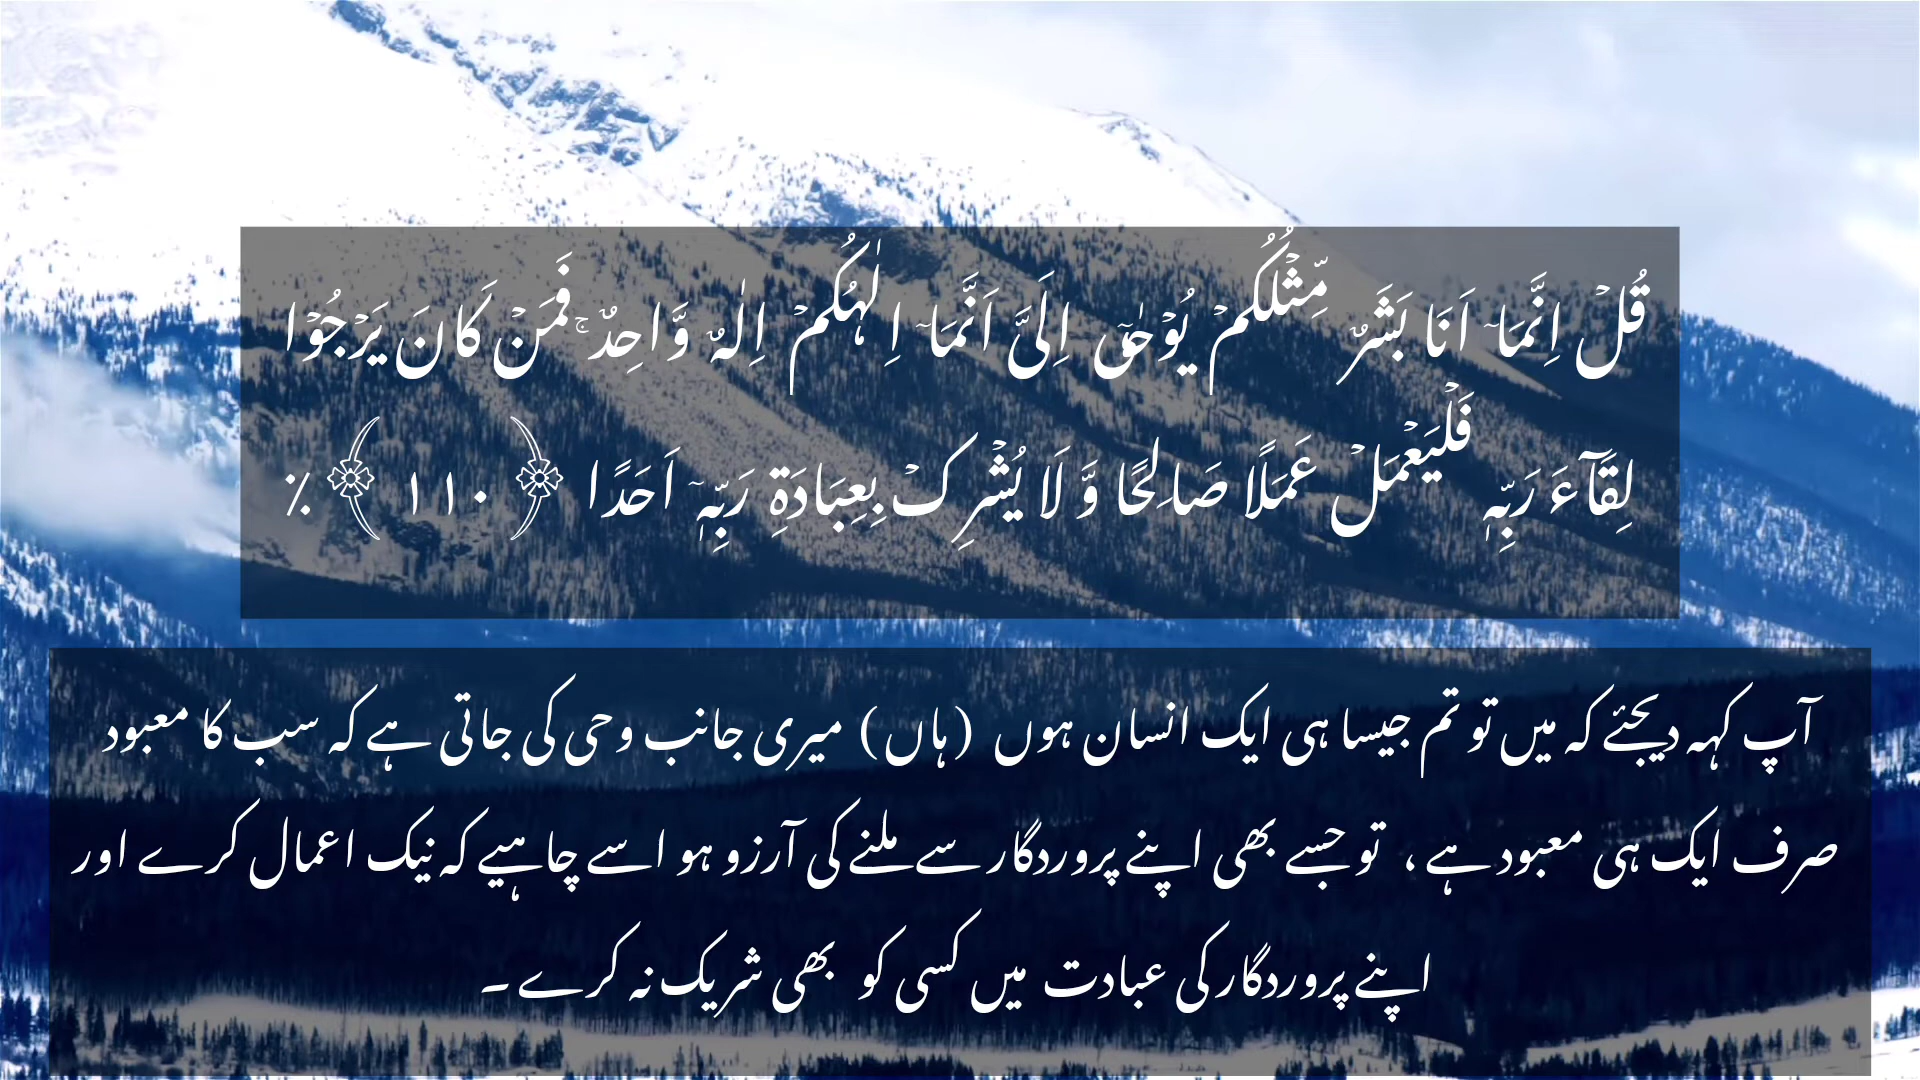 قُلۡ اِنَّمَاۤ اَنَا بَشَرٌ مِّثۡلُكُمۡ يُوۡحٰٓى اِلَىَّ اَنَّمَاۤ اِلٰهُكُمۡ اِلٰهٌ وَّاحِدٌ ۚ فَمَنۡ كَانَ يَرۡجُوۡا
لِقَآءَ رَبِّهٖ فَلۡيَعۡمَلۡ عَمَلًا صَالِحًا وَّ لَا يُشۡرِكۡ بِعِبَادَةِ رَبِّهٖۤ اَحَدًا ﴿۱۱۰﴾٪
آپ کہہ دیجئے کہ میں تو تم جیسا ہی ایک انسان ہوں (ہاں) میری جانب وحی کی جاتی ہے کہ سب کا معبود
صرف ایک ہی معبود ہے ، تو جسے بھی اپنے پروردگار سے ملنے کی آرزو ہو اسے چاہیے کہ نیک اعمال کرے اور
اپنے پروردگار کی عبادت میں کسی کو بھی شریک نہ کرے ۔